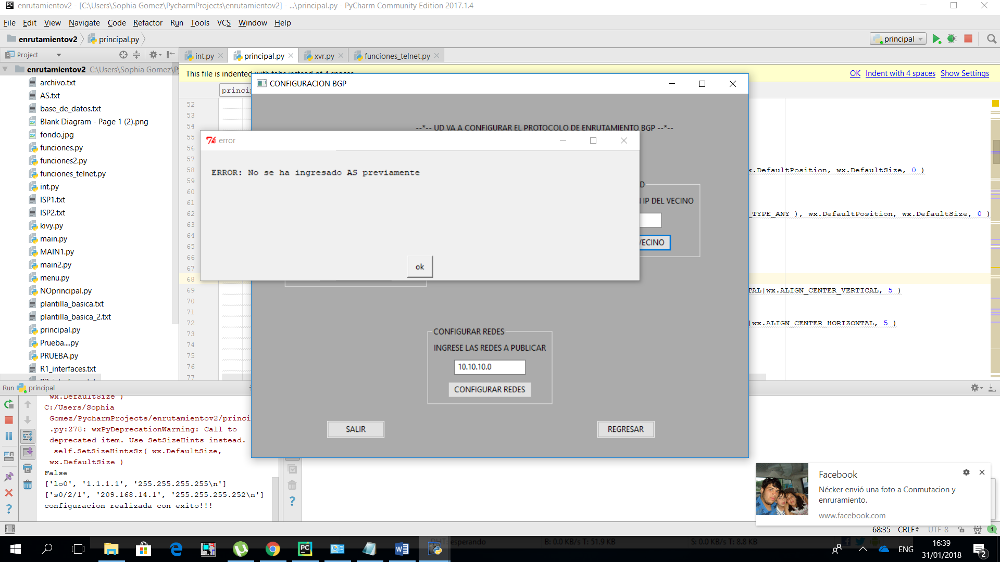 enrutamientov2 - [C:\Users\Sophia Gomez\PycharmProjects\enrutamientov2] - ...\principal.py - PyCharm Community Edition 2017.1.4
File Edit View Navigate Code Refactor Run Tools VCS Window Help
enrutamientov2 principal.py
principal
Project
int.py principal.py xvr.py funciones_telnet.py
enrutamientov2 C:\Users\Sophia Gomez\P
This file is indented with tabs instead of 4 spaces
OK Indent with 4 spaces Show Settings
archivo.txt
AS.txt
base_de_datos.txt
Blank Diagram - Page 1 (2).png
fondo.jpg
funciones.py
funciones2.py
funciones_telnet.py
int.py
ISP1.txt
ISP2.txt
kivy.py
main.py
MAIN1.py
main2.py
menu.py
NOprincipal.py
plantilla_basica.txt
plantilla_basica_2.txt
principal.py
Prueba....py
PRUEBA.py
R1_interfaces.txt
princip
52
53
54
55
56
57
58
59
60
61
62
63
64
65
66
67
68
69
70
71
72
73
74
75
76
77
x.DefaultPosition, wx.DefaultSize, 0 )
_TYPE_ANY ), wx.DefaultPosition, wx.DefaultSize, 0 )
TAL|wx.ALIGN_CENTER_VERTICAL, 5 )
|wx.ALIGN_CENTER_HORIZONTAL, 5 )
CONFIGURACION BGP
--*-- UD VA A CONFIGURAR EL PROTOCOLO DE ENRUTAMIENTO BGP --*--
D
N IP DEL VECINO
VECINO
error
ERROR: No se ha ingresado AS previamente
ok
CONFIGURAR REDES
INGRESE LAS REDES A PUBLICAR
10.10.10.0
CONFIGURAR REDES
SALIR
REGRESAR
Run principal
wx.DefaultSize )
C:/Users/Sophia
Gomez/PycharmProjects/enrutamientov2/princi
.py:278: wxPyDeprecationWarning: Call to
deprecated item. Use SetSizeHints instead.
self.SetSizeHintsSz( wx.DefaultSize,
wx.DefaultSize )
False
['lo0', '1.1.1.1', '255.255.255.255\n']
['s0/2/1', '209.168.14.1', '255.255.255.252\n']
configuracion realizada con exito!!!
Facebook
Nécker envió una foto a Conmutacion y
enruramiento.
www.facebook.com
68:35 CRLF UTF-8 1
DHT: esperando B: 0.0 KB/s T: 51.9 KB S: 0.0 KB/s T: 8.8 KB
ENG
16:39
31/01/2018
2